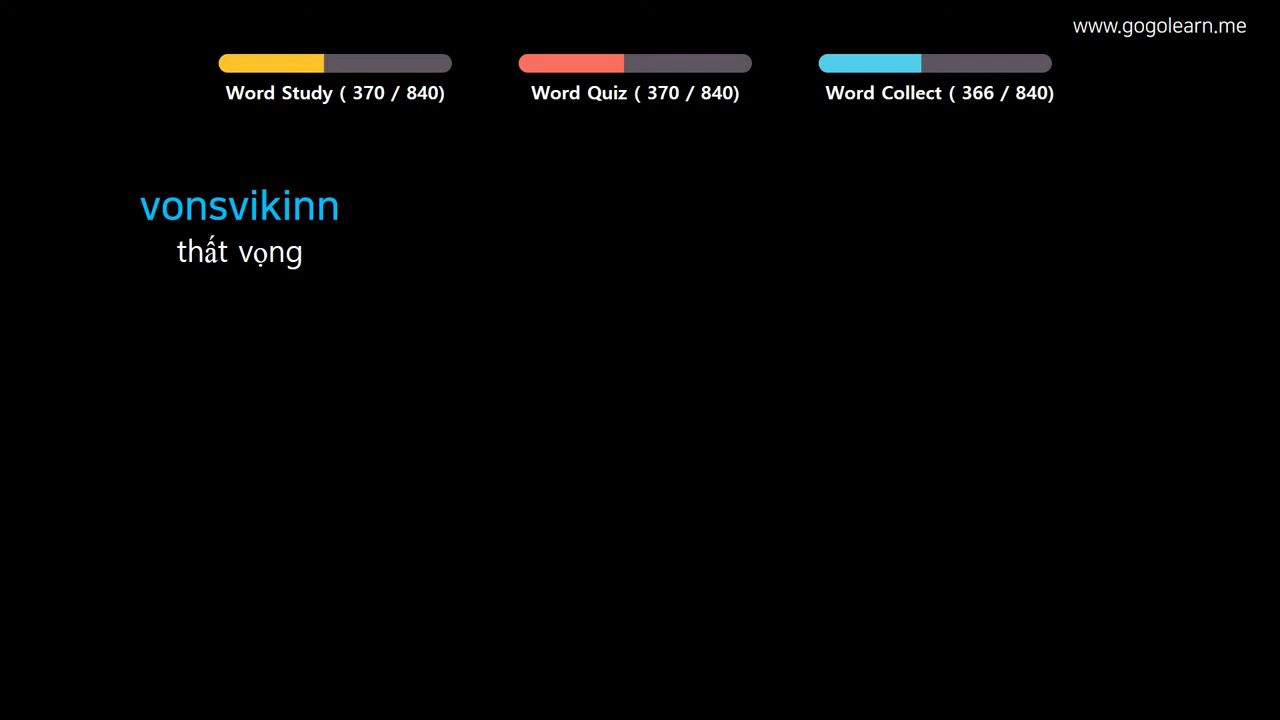 www.gogolearn.me
Word Study ( 370 / 840)
Word Quiz ( 370 / 840)
Word Collect ( 366 / 840)
vonsvikinn
thất vọng